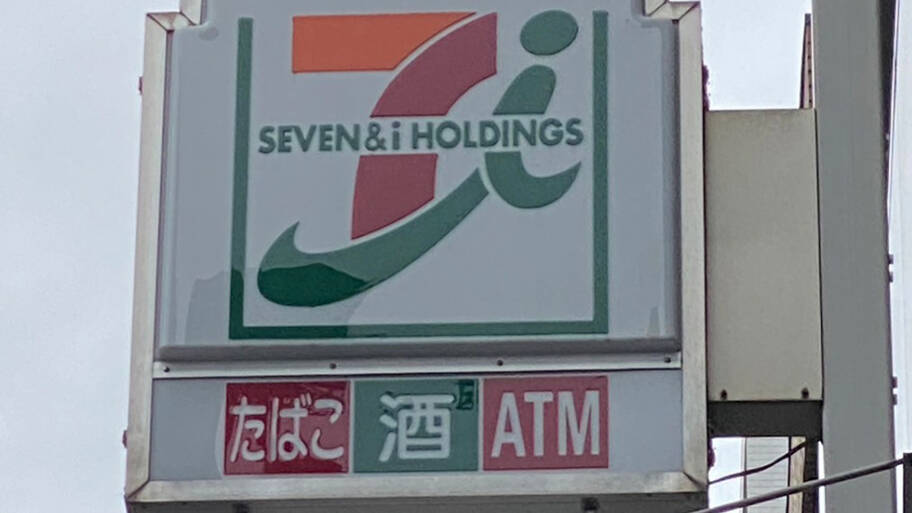 SEVEN&i HOLDINGS
たばこ 酒 ATM